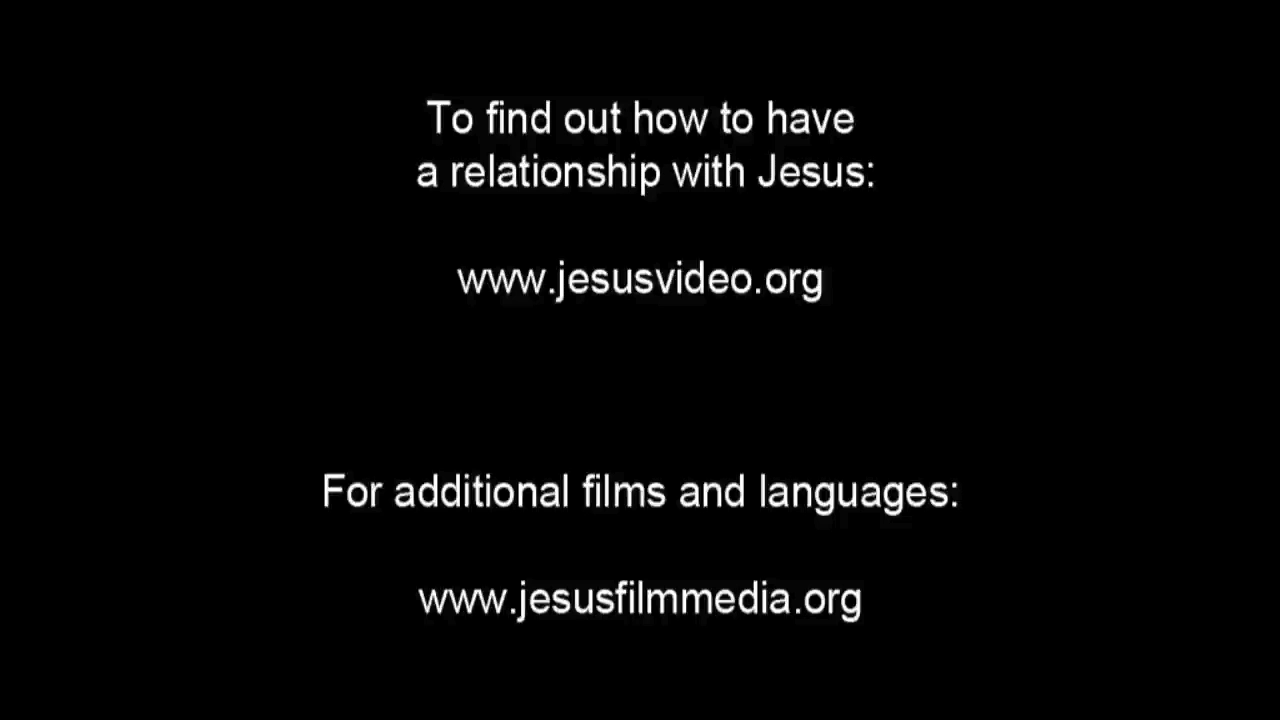 To find out how to have
a relationship with Jesus:
www.jesusvideo.org
For additional films and languages:
www.jesusfilmmedia.org